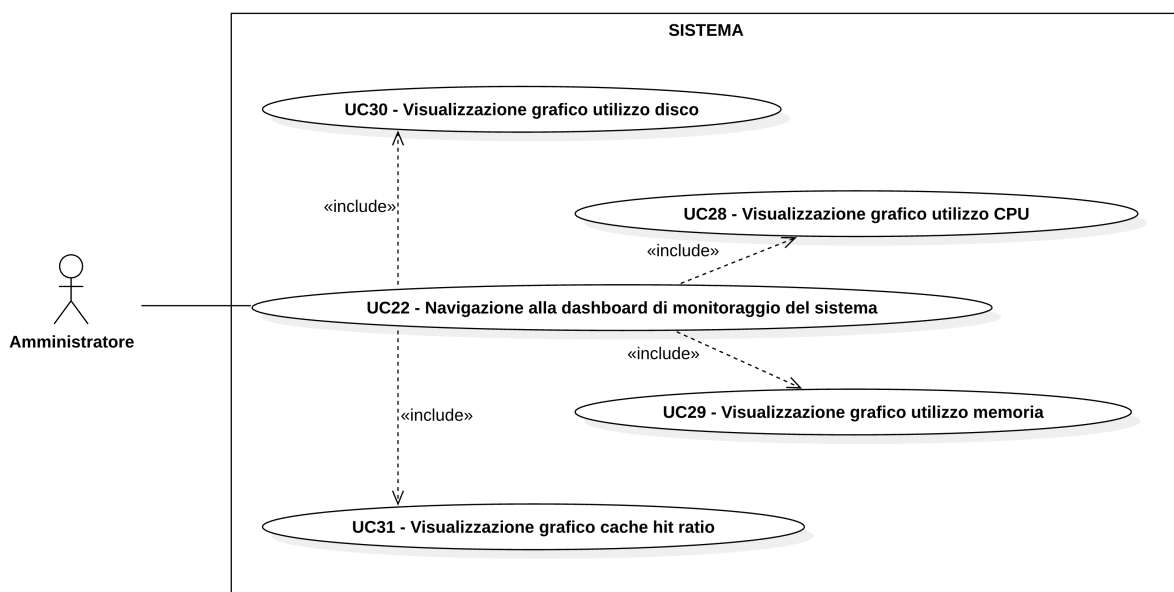 SISTEMA
UC30 - Visualizzazione grafico utilizzo disco
«include»
UC28 - Visualizzazione grafico utilizzo CPU
«include»
UC22 - Navigazione alla dashboard di monitoraggio del sistema
Amministratore
«include»
UC29 - Visualizzazione grafico utilizzo memoria
«include»
UC31 - Visualizzazione grafico cache hit ratio